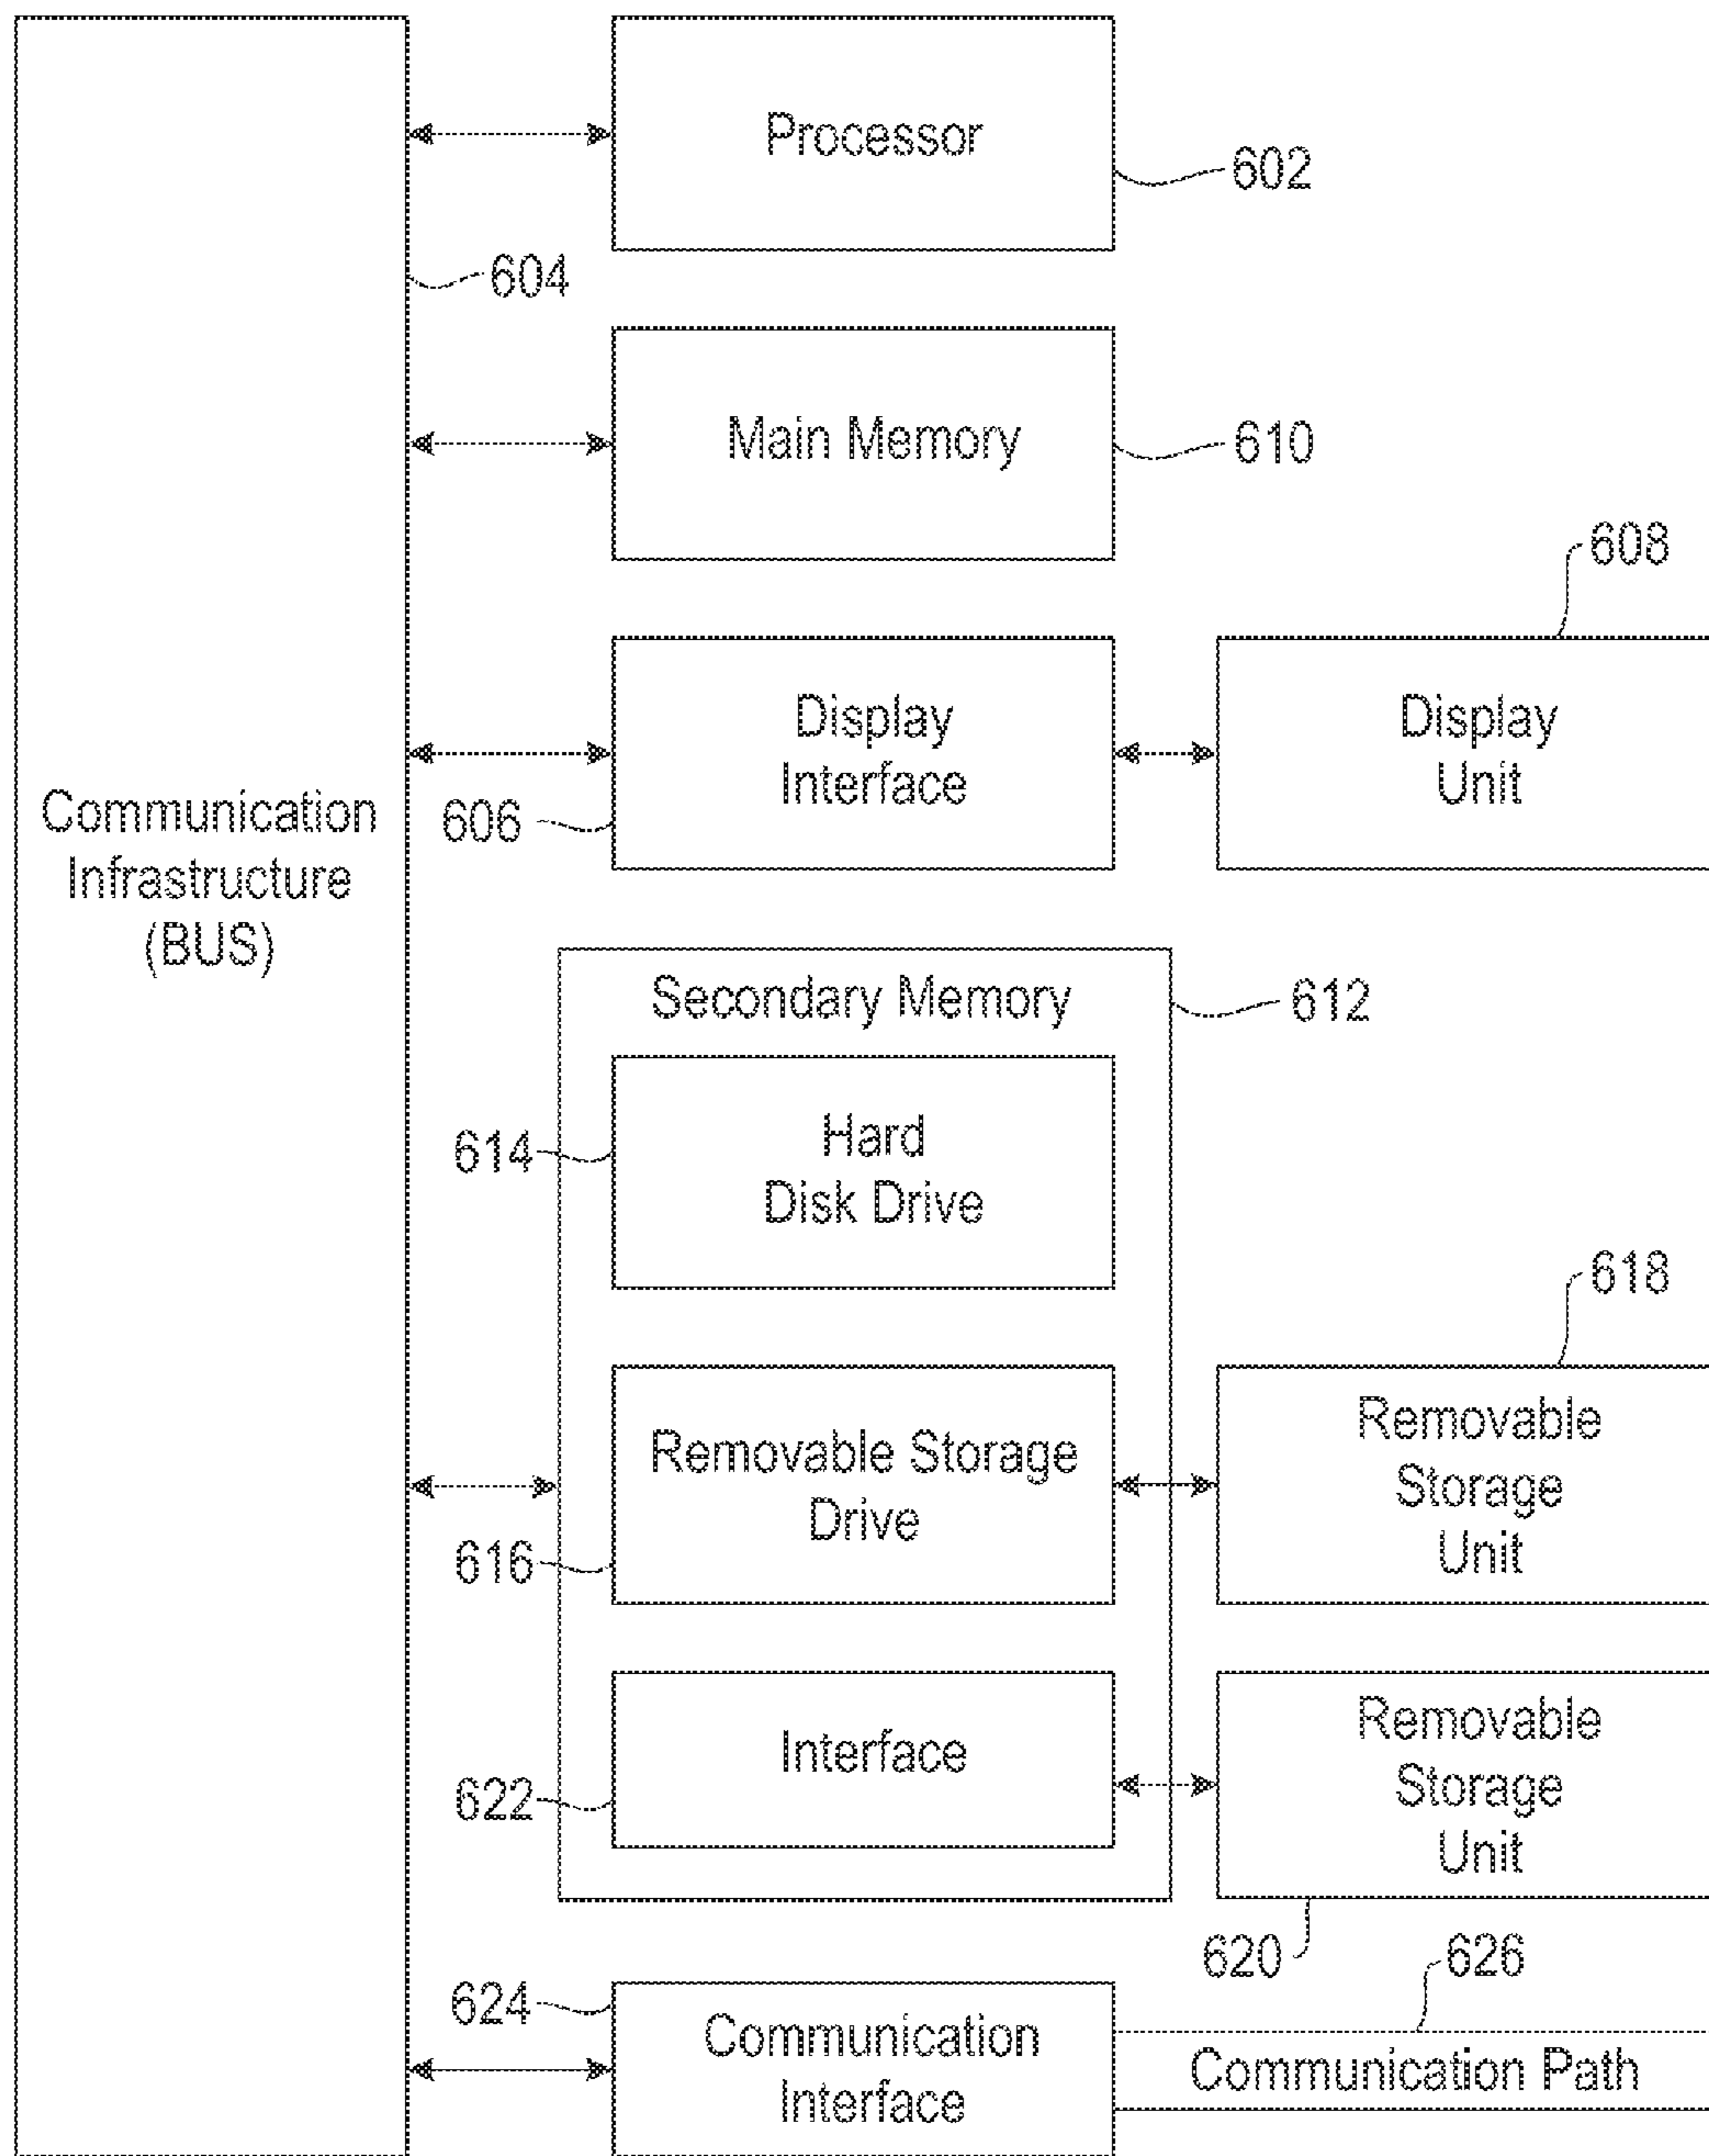 Processor
602
604
Main Memory
610
608
Display
Interface
606
Display
Unit
Communication
Infrastructure
(BUS)
Secondary Memory
612
Hard
Disk Drive
614
618
Removable Storage
Drive
616
Removable
Storage
Unit
Interface
622
Removable
Storage
Unit
620
626
624
Communication
Interface
Communication Path